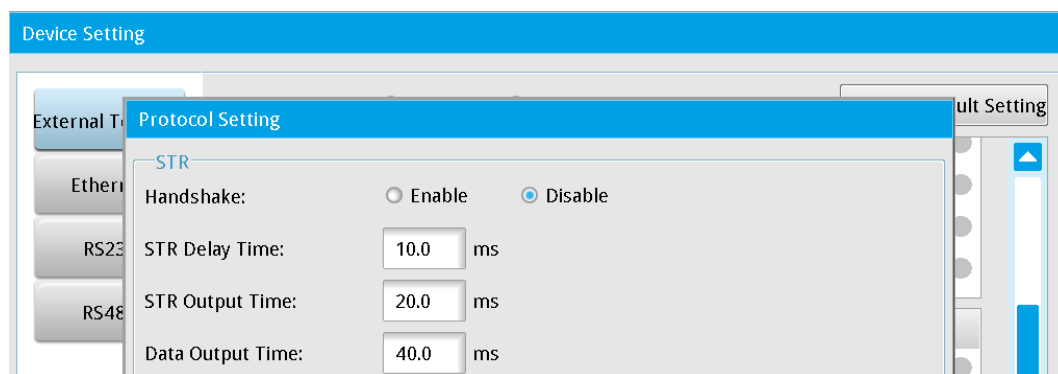 Device Setting
External T
ult Setting
Protocol Setting
STR
Handshake: Enable Disable
STR Delay Time: 10.0 ms
RS23
STR Output Time: 20.0 ms
RS48
Data Output Time: 40.0 ms